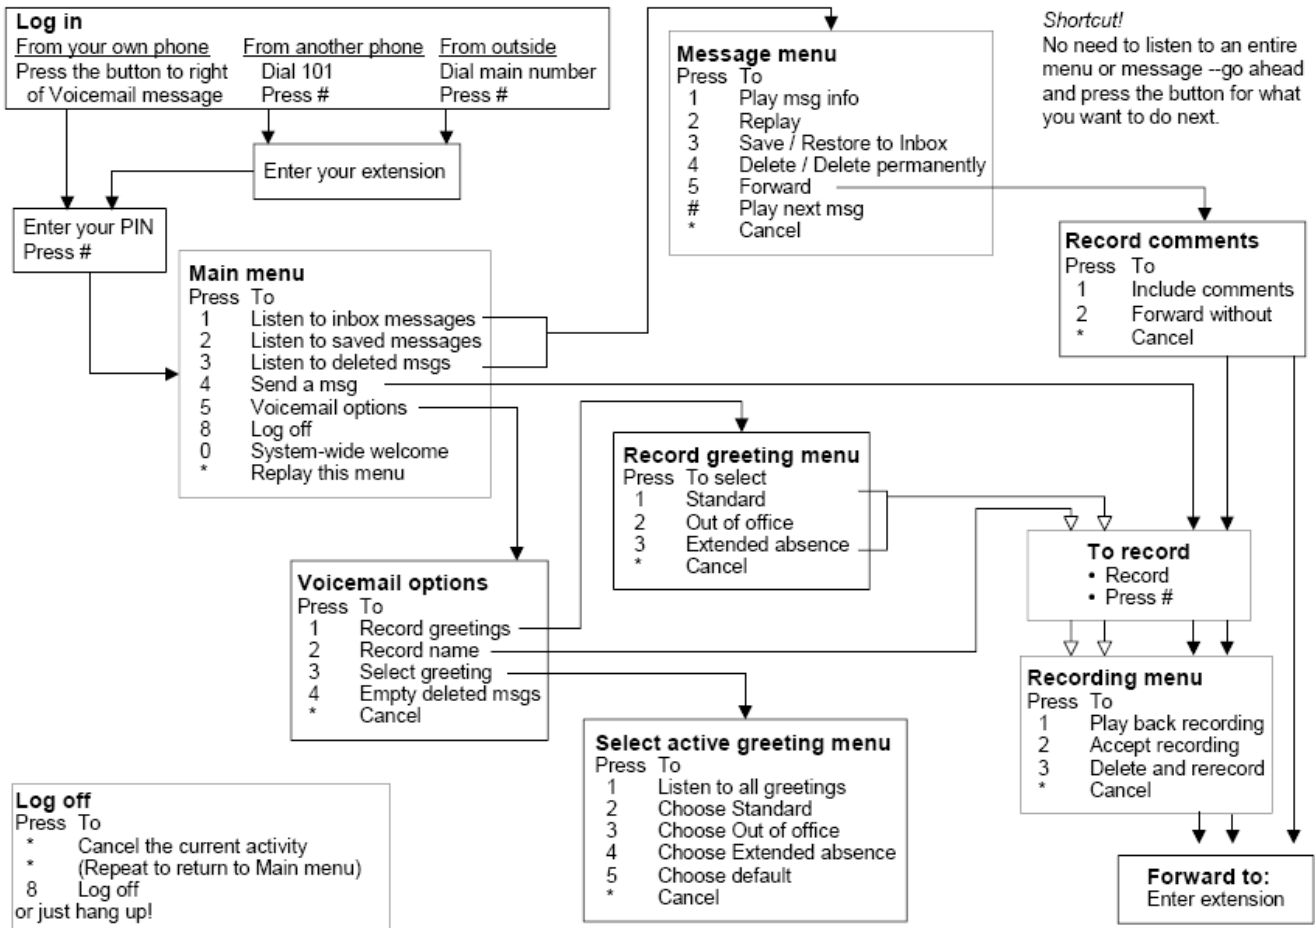 Log in
From your own phone From another phone From outside
Press the button to right Dial 101 Dial main number
of Voicemail message Press # Press #
Enter your extension
Enter your PIN
Press #
Main menu
Press To
1 Listen to inbox messages
2 Listen to saved messages
3 Listen to deleted msgs
4 Send a msg
5 Voicemail options
8 Log off
0 System-wide welcome
* Replay this menu
Message menu
Press To
1 Play msg info
2 Replay
3 Save / Restore to Inbox
4 Delete / Delete permanently
5 Forward
# Play next msg
* Cancel
Shortcut!
No need to listen to an entire
menu or message --go ahead
and press the button for what
you want to do next.
Record comments
Press To
1 Include comments
2 Forward without
* Cancel
Record greeting menu
Press To select
1 Standard
2 Out of office
3 Extended absence
* Cancel
To record
• Record
• Press #
Voicemail options
Press To
1 Record greetings
2 Record name
3 Select greeting
4 Empty deleted msgs
* Cancel
Recording menu
Press To
1 Play back recording
2 Accept recording
3 Delete and rerecord
* Cancel
Select active greeting menu
Press To
1 Listen to all greetings
2 Choose Standard
3 Choose Out of office
4 Choose Extended absence
5 Choose default
* Cancel
Log off
Press To
* Cancel the current activity
* (Repeat to return to Main menu)
8 Log off
or just hang up!
Forward to:
Enter extension